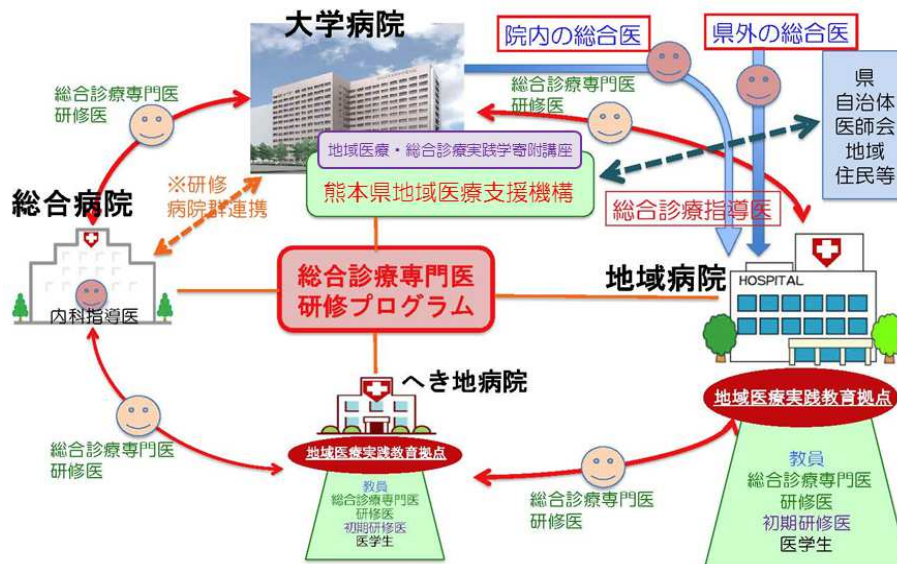 大学病院
院内の総合医
県外の総合医
総合診療専門医
研修医
総合診療専門医
研修医
県
自治体
医師会
地域
住民等
地域医療・総合診療実践学寄附講座
熊本県地域医療支援機構
※研修
病院群連携
総合病院
総合診療指導医
総合診療専門医
研修プログラム
地域病院
HOSPITAL
内科指導医
へき地病院
地域医療実践教育拠点
地域医療実践教育拠点
総合診療専門医
研修医
教員
総合診療専門医
研修医
初期研修医
医学生
総合診療専門医
研修医
教員
総合診療専門医
研修医
初期研修医
医学生